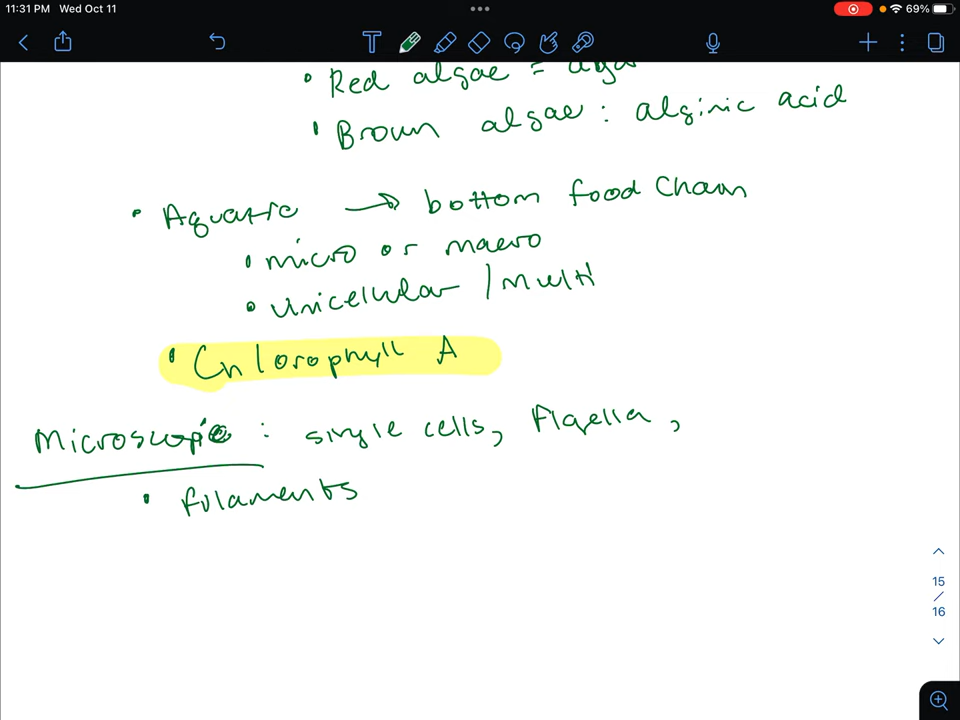 11:31 PM Wed Oct 11
69%
T
• Red algae = agar
• Brown algae : alginic acid
• Aquatic → bottom food chain
• micro or macro
• unicellular / multi
• Chlorophyll A
Microscopic : single cells, flagella,
• filaments
15
/
16